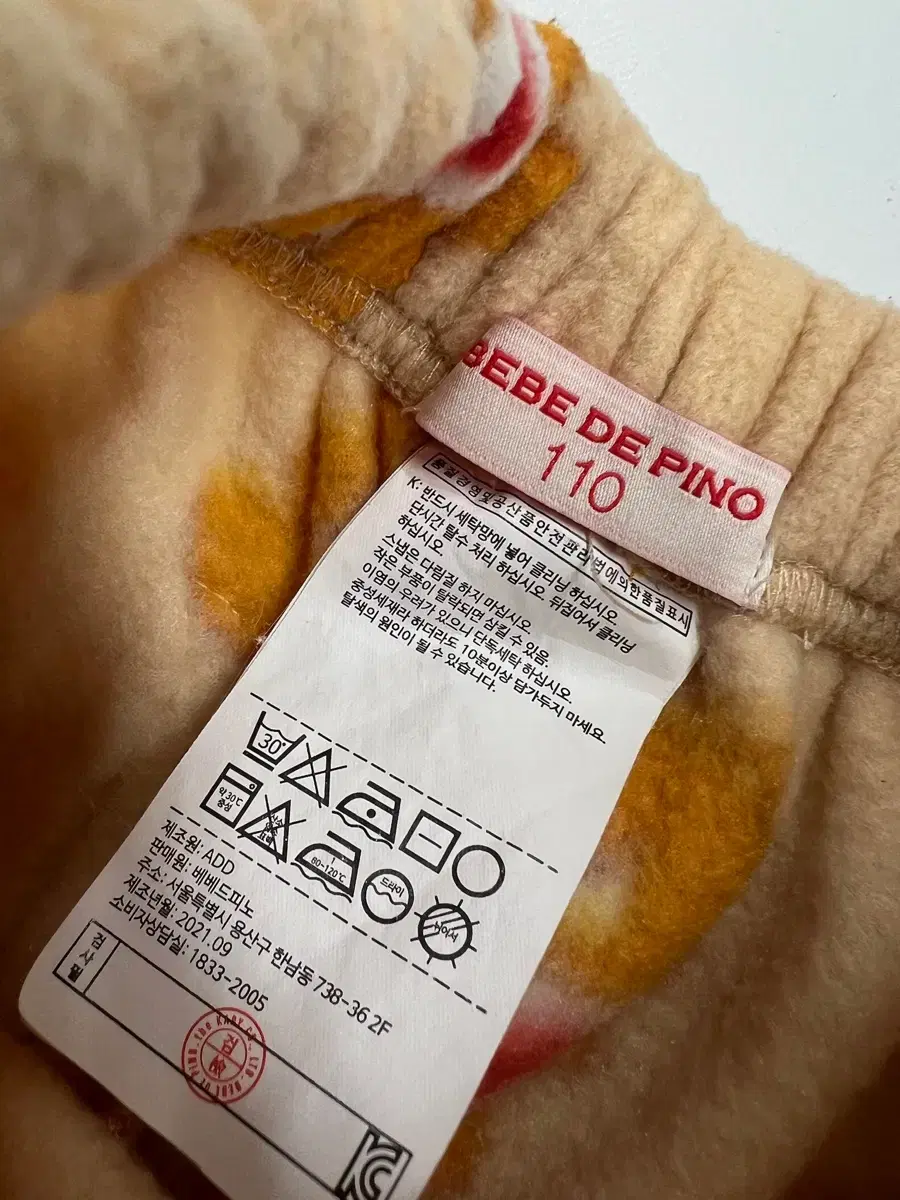 BEBE DE PINO
110
품질경영및공산품안전관리법에의한품질표시
K: 반드시 세탁망에 넣어 클리닝 하십시오.
단시간 탈수 처리 하십시오. 뒤집어서 클리닝
하십시오.
스냅은 다림질 하지 마십시오.
작은 부품이 탈락되면 삼킬 수 있음.
이염의 우려가 있으니 단독세탁 하십시오.
중성세제라 하더라도 10분이상 담가두지 마세요.
탈색의 원인이 될 수 있습니다.
30°
약 30℃
중성
80~120℃
드라이
제조원: ADD
판매원: 베베드피노
주소: 서울특별시 용산구 한남동 738-36 2F
제조년월: 2021.09
소비자상담실: 1833-2005
검사필